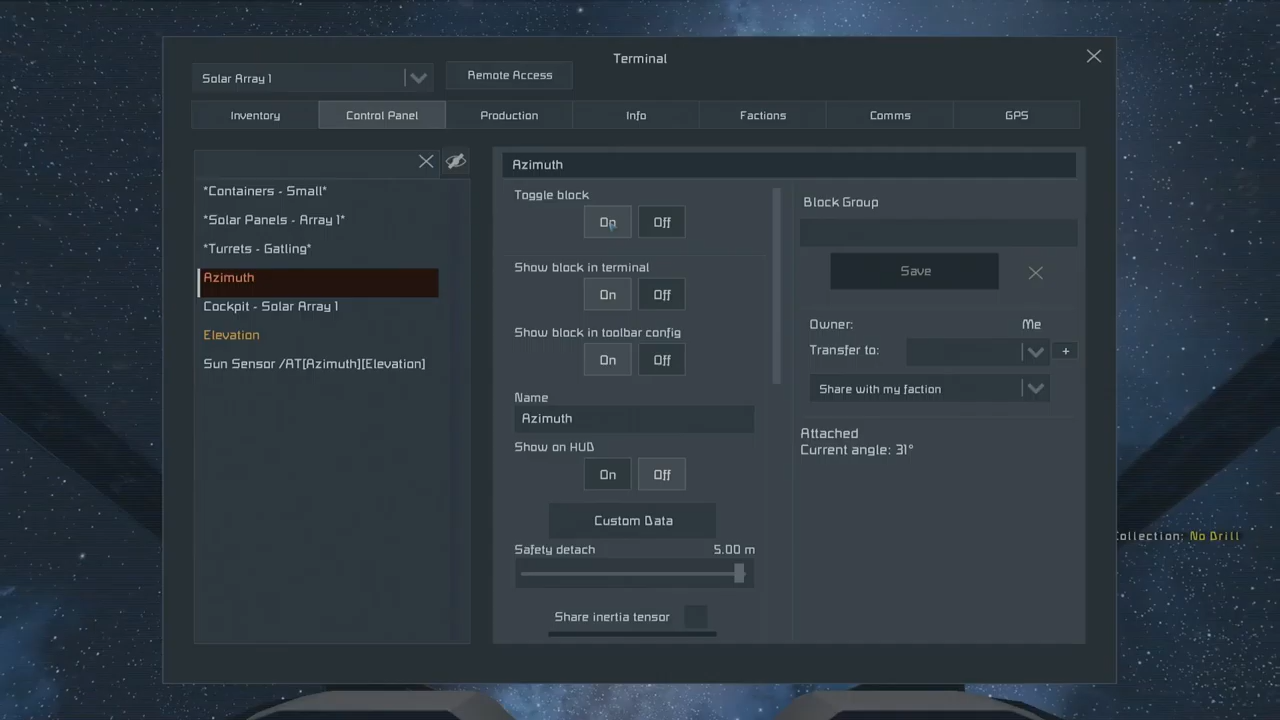 Terminal
Solar Array 1
Remote Access
Inventory
Control Panel
Production
Info
Factions
Comms
GPS
*Containers - Small*
*Solar Panels - Array 1*
*Turrets - Gatling*
Azimuth
Cockpit - Solar Array 1
Elevation
Sun Sensor /AT[Azimuth][Elevation]
Azimuth
Toggle block
On Off
Show block in terminal
On Off
Show block in toolbar config
On Off
Name
Azimuth
Show on HUD
On Off
Custom Data
Safety detach 5.00 m
Share inertia tensor
Block Group
Save
Owner: Me
Transfer to:
+
Share with my faction
Attached
Current angle: 31°
ollection: No Drill